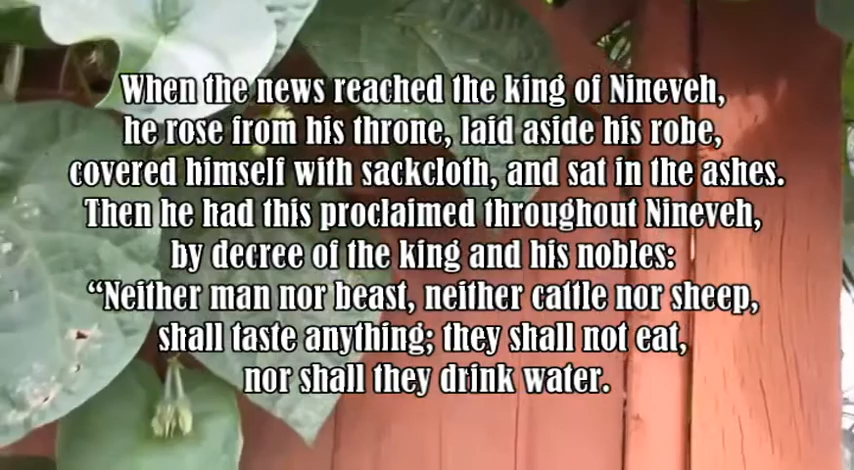 When the news reached the king of Nineveh,
he rose from his throne, laid aside his robe,
covered himself with sackcloth, and sat in the ashes.
Then he had this proclaimed throughout Nineveh,
by decree of the king and his nobles:
“Neither man nor beast, neither cattle nor sheep,
shall taste anything; they shall not eat,
nor shall they drink water.